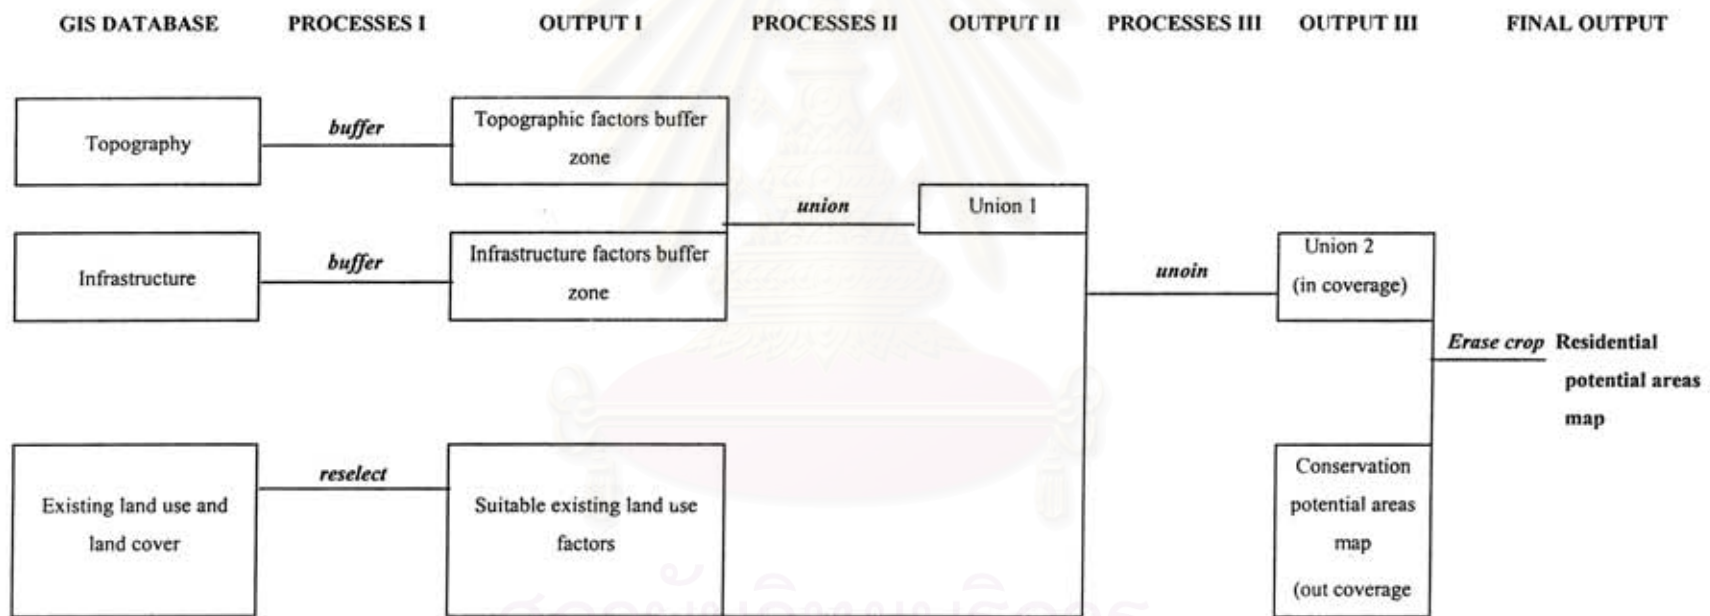 GIS DATABASE PROCESSES I OUTPUT I PROCESSES II OUTPUT II PROCESSES III OUTPUT III FINAL OUTPUT
Topography
buffer
Topographic factors buffer
zone
Infrastructure
buffer
Infrastructure factors buffer
zone
union
Union 1
unoin
Union 2
(in coverage)
Erase crop
Residential
potential areas
map
Existing land use and
land cover
reselect
Suitable existing land use
factors
Conservation
potential areas
map
(out coverage